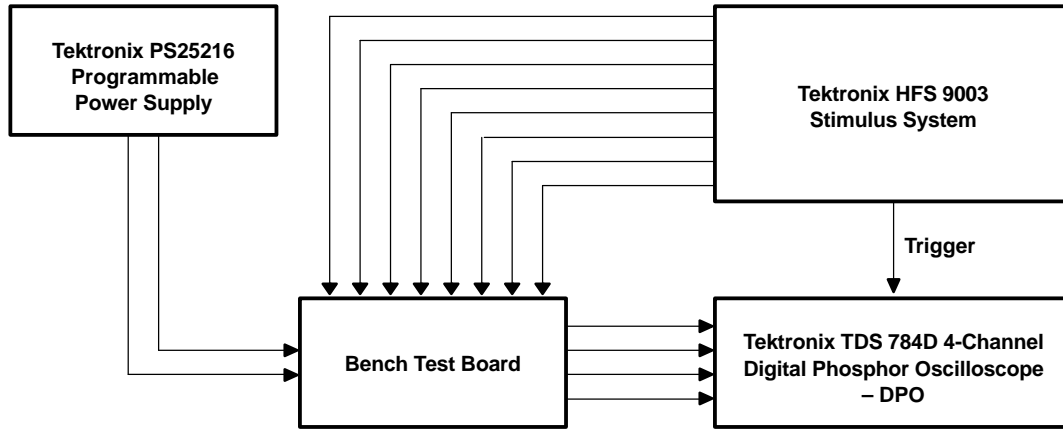 Tektronix PS25216
Programmable
Power Supply
Tektronix HFS 9003
Stimulus System
Trigger
Bench Test Board
Tektronix TDS 784D 4-Channel
Digital Phosphor Oscilloscope
– DPO